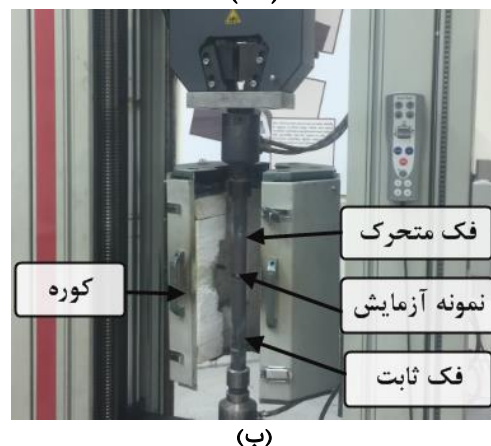 فک متحرک
نمونه آزمایش
کوره
فک ثابت
(ب)